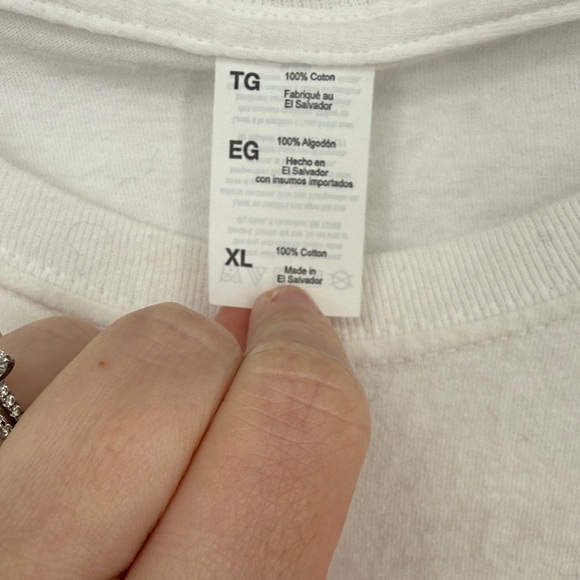 TG 100% Coton
Fabriqué au
El Salvador
EG 100% Algodón
Hecho en
El Salvador
con insumos importados
XL 100% Cotton
Made in
El Salvador